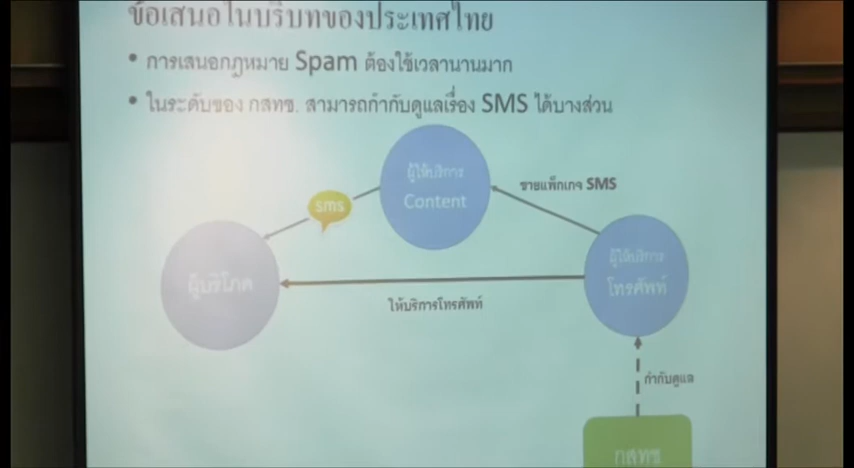 ข้อเสนอในบริบทของประเทศไทย
• การเสนอกฎหมาย Spam ต้องใช้เวลานานมาก
• ในระดับของ กสทช. สามารถกำกับดูแลเรื่อง SMS ได้บางส่วน
ผู้ให้บริการ
Content
ขายแพ็กเกจ SMS
sms
ผู้บริโภค
ผู้ให้บริการ
โทรศัพท์
ให้บริการโทรศัพท์
กำกับดูแล
กสทช